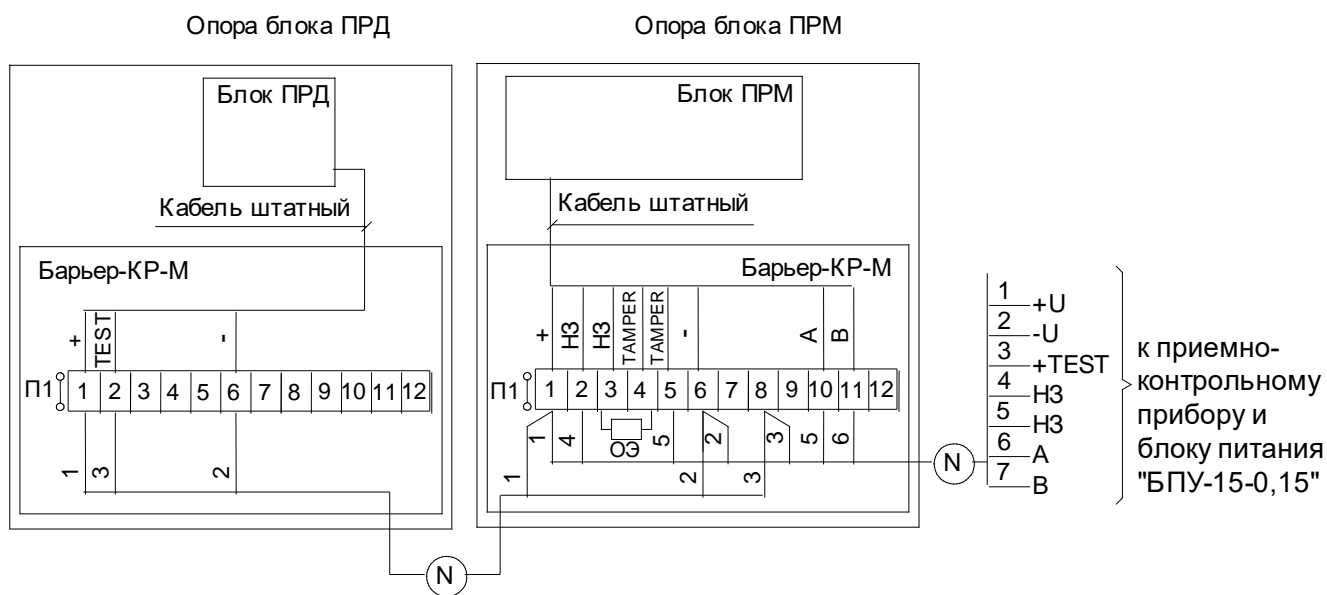 Опора блока ПРД
Опора блока ПРМ
Блок ПРД
Блок ПРМ
Кабель штатный
Кабель штатный
Барьер-КР-М
Барьер-КР-М
+
TEST
-
+
НЗ
НЗ
TAMPER
TAMPER
-
A
B
П1 1 2 3 4 5 6 7 8 9 10 11 12
П1 1 2 3 4 5 6 7 8 9 10 11 12
1 3 2
1 4 ОЭ 5 2 3 5 6
1 2 3
N
N
1 +U
2 -U
3 +TEST
4 НЗ
5 НЗ
6 A
7 B
к приемно-
контрольному
прибору и
блоку питания
"БПУ-15-0,15"